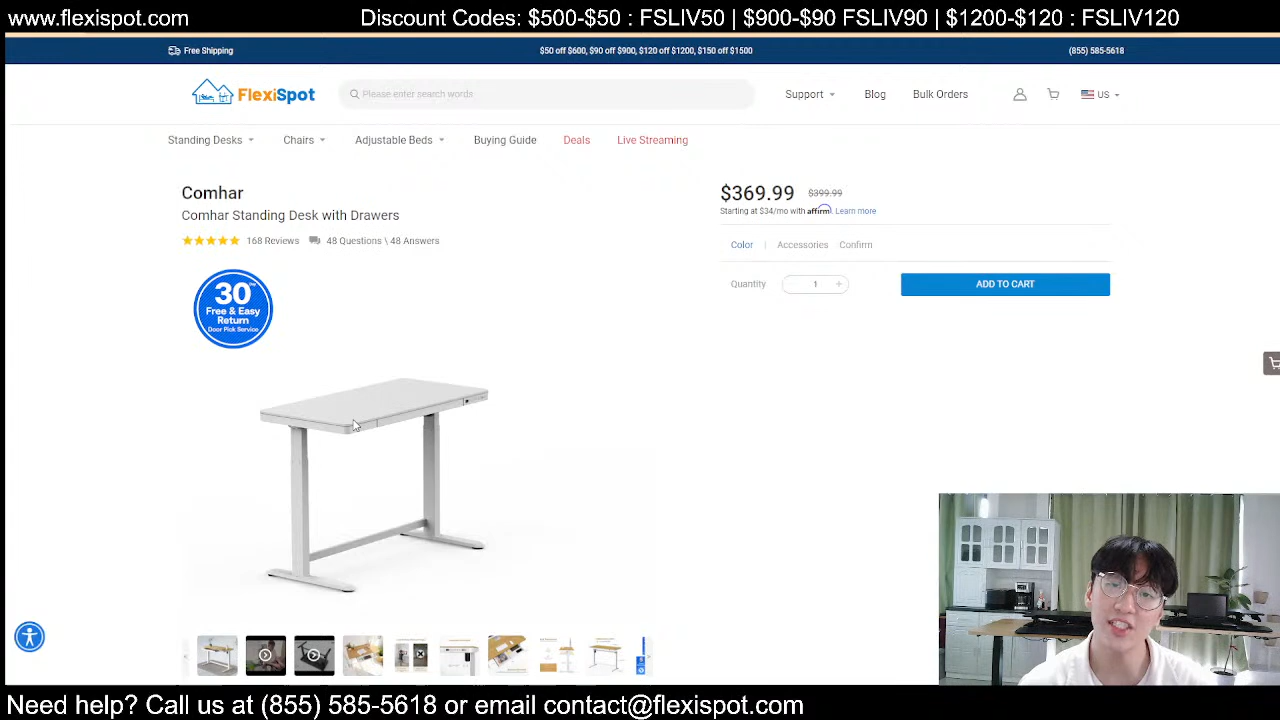 www.flexispot.com
Discount Codes: $500-$50 : FSLIV50 | $900-$90 FSLIV90 | $1200-$120 : FSLIV120
Free Shipping
$50 off $600, $90 off $900, $120 off $1200, $150 off $1500
(855) 585-5618
FlexiSpot
Please enter search words
Support
Blog
Bulk Orders
US
Standing Desks
Chairs
Adjustable Beds
Buying Guide
Deals
Live Streaming
Comhar
Comhar Standing Desk with Drawers
168 Reviews
48 Questions \ 48 Answers
$369.99 $399.99
Starting at $34/mo with affirm. Learn more
Color | Accessories Confirm
Quantity 1 +
ADD TO CART
30
Free & Easy
Return
Door Pick Service
Need help? Call us at (855) 585-5618 or email contact@flexispot.com